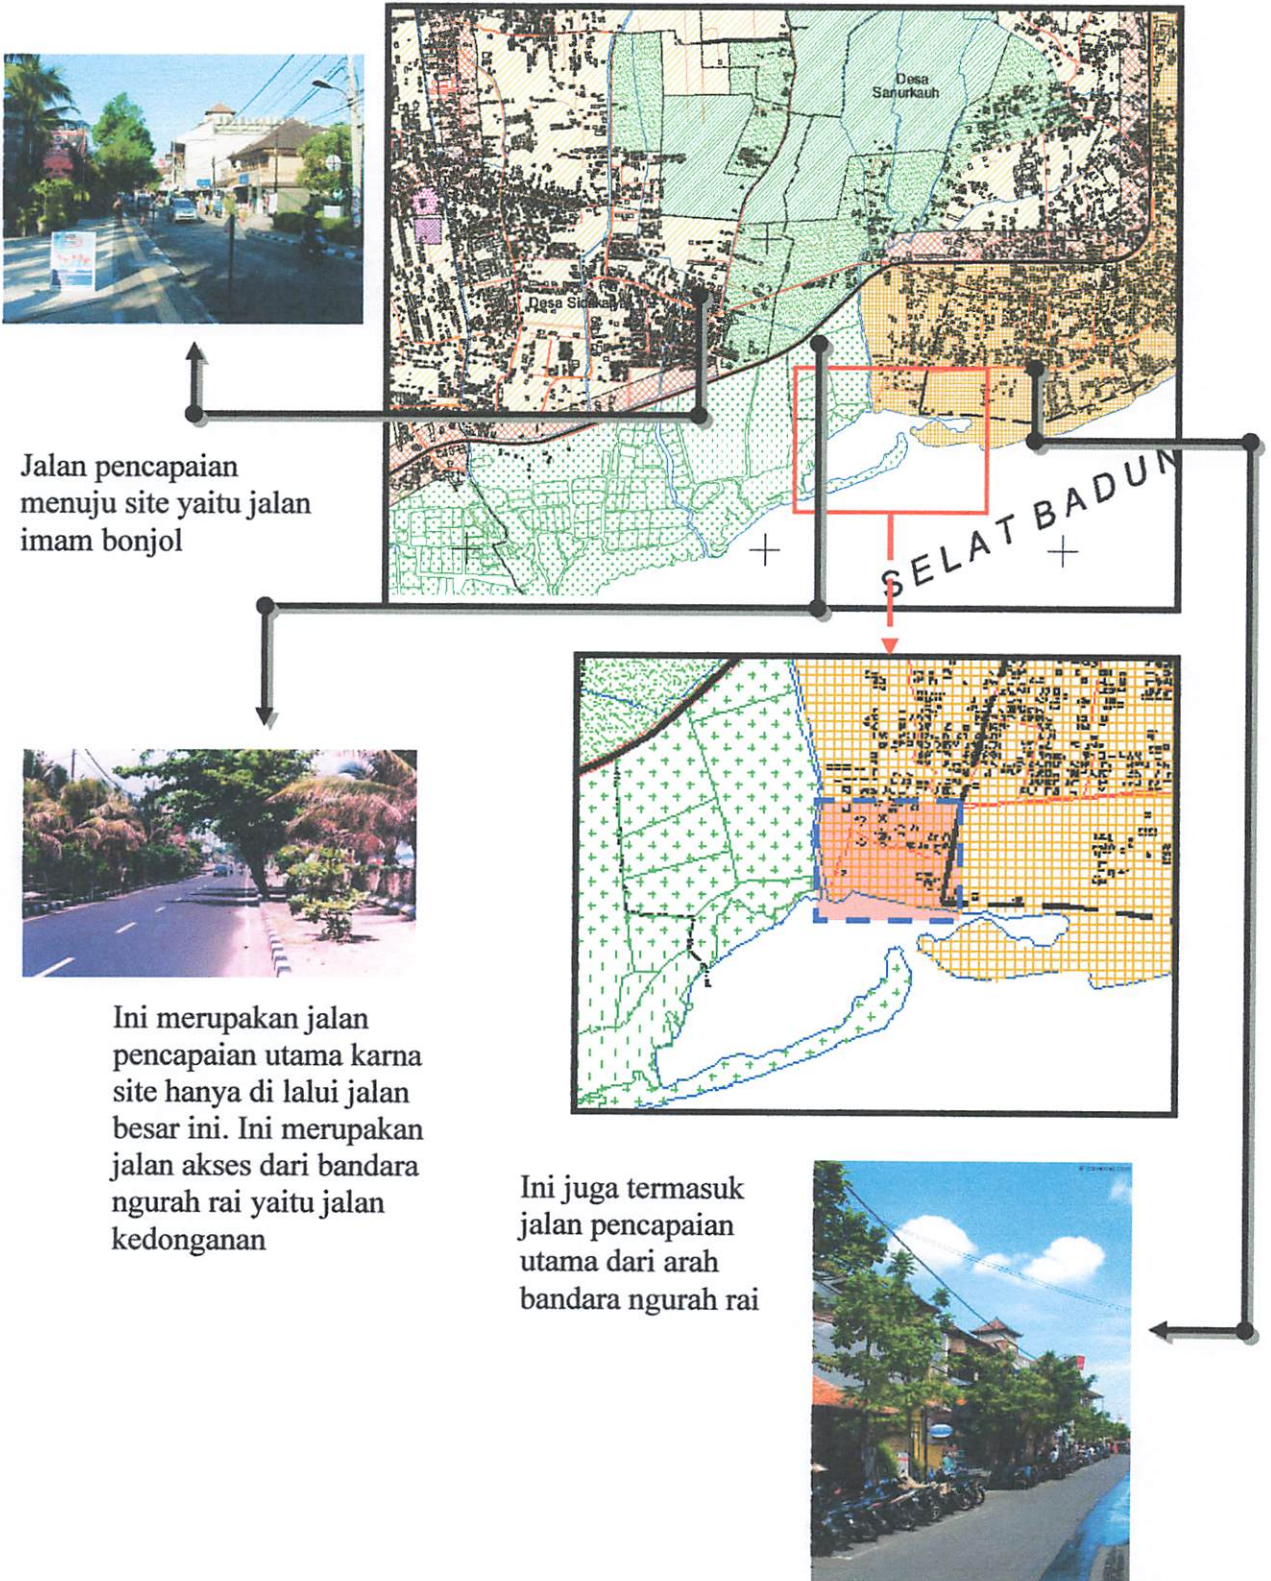 Desa
Sanurkauh
Desa Sidakarya
Jalan pencapaian
menuju site yaitu jalan
imam bonjol
SELAT BADUN
Ini merupakan jalan
pencapaian utama karna
site hanya di lalui jalan
besar ini. Ini merupakan
jalan akses dari bandara
ngurah rai yaitu jalan
kedonganan
Ini juga termasuk
jalan pencapaian
utama dari arah
bandara ngurah rai